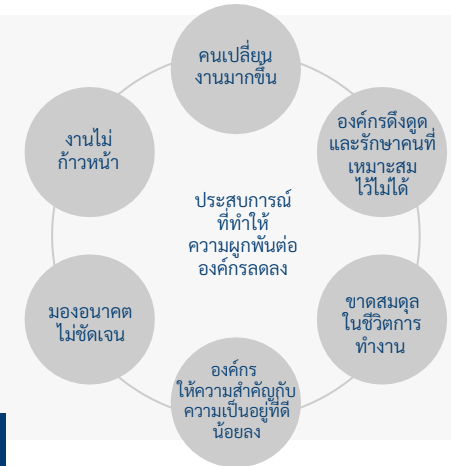 คนเปลี่ยน
งานมากขึ้น
องค์กรดึงดูด
และรักษาคนที่
เหมาะสม
ไว้ไม่ได้
ขาดสมดุล
ในชีวิตการ
ทำงาน
องค์กร
ให้ความสำคัญกับ
ความเป็นอยู่ที่ดี
น้อยลง
มองอนาคต
ไม่ชัดเจน
งานไม่
ก้าวหน้า
ประสบการณ์
ที่ทำให้
ความผูกพันต่อ
องค์กรลดลง